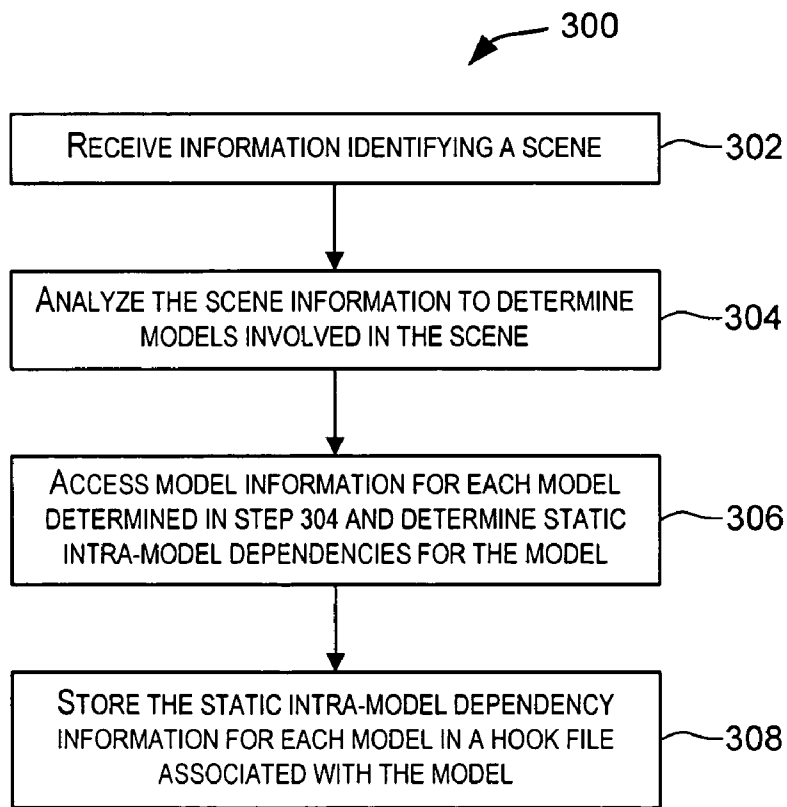 300
RECEIVE INFORMATION IDENTIFYING A SCENE
302
ANALYZE THE SCENE INFORMATION TO DETERMINE
MODELS INVOLVED IN THE SCENE
304
ACCESS MODEL INFORMATION FOR EACH MODEL
DETERMINED IN STEP 304 AND DETERMINE STATIC
INTRA-MODEL DEPENDENCIES FOR THE MODEL
306
STORE THE STATIC INTRA-MODEL DEPENDENCY
INFORMATION FOR EACH MODEL IN A HOOK FILE
ASSOCIATED WITH THE MODEL
308